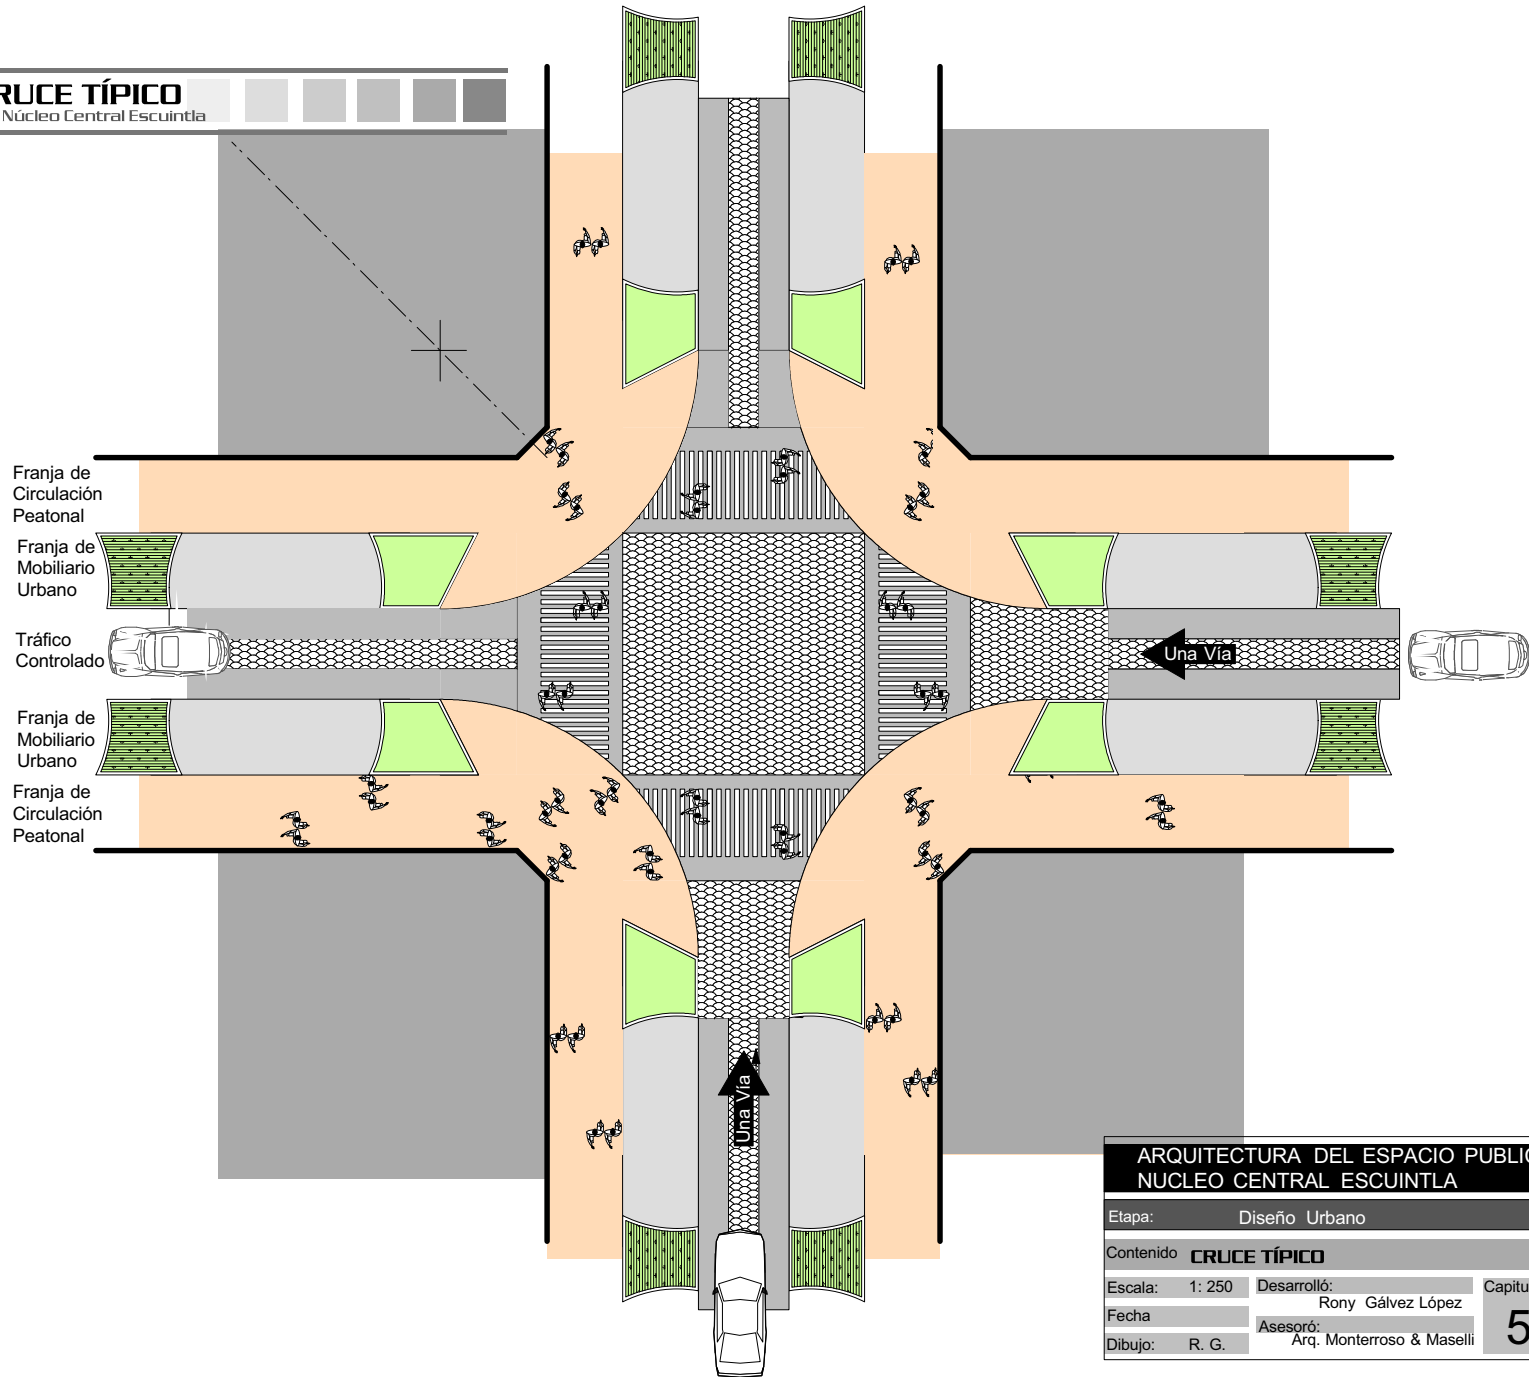 RUCE TÍPICO
Núcleo Central Escuintla
Franja de
Circulación
Peatonal
Franja de
Mobiliario
Urbano
Tráfico
Controlado
Franja de
Mobiliario
Urbano
Franja de
Circulación
Peatonal
Una Vía
Una Vía
ARQUITECTURA DEL ESPACIO PUBLIC
NUCLEO CENTRAL ESCUINTLA
Etapa: Diseño Urbano
Contenido CRUCE TÍPICO
Escala: 1: 250 Desarrolló: Capitu
Rony Gálvez López
Fecha
Asesoró: 5
Dibujo: R. G. Arq. Monterroso & Maselli